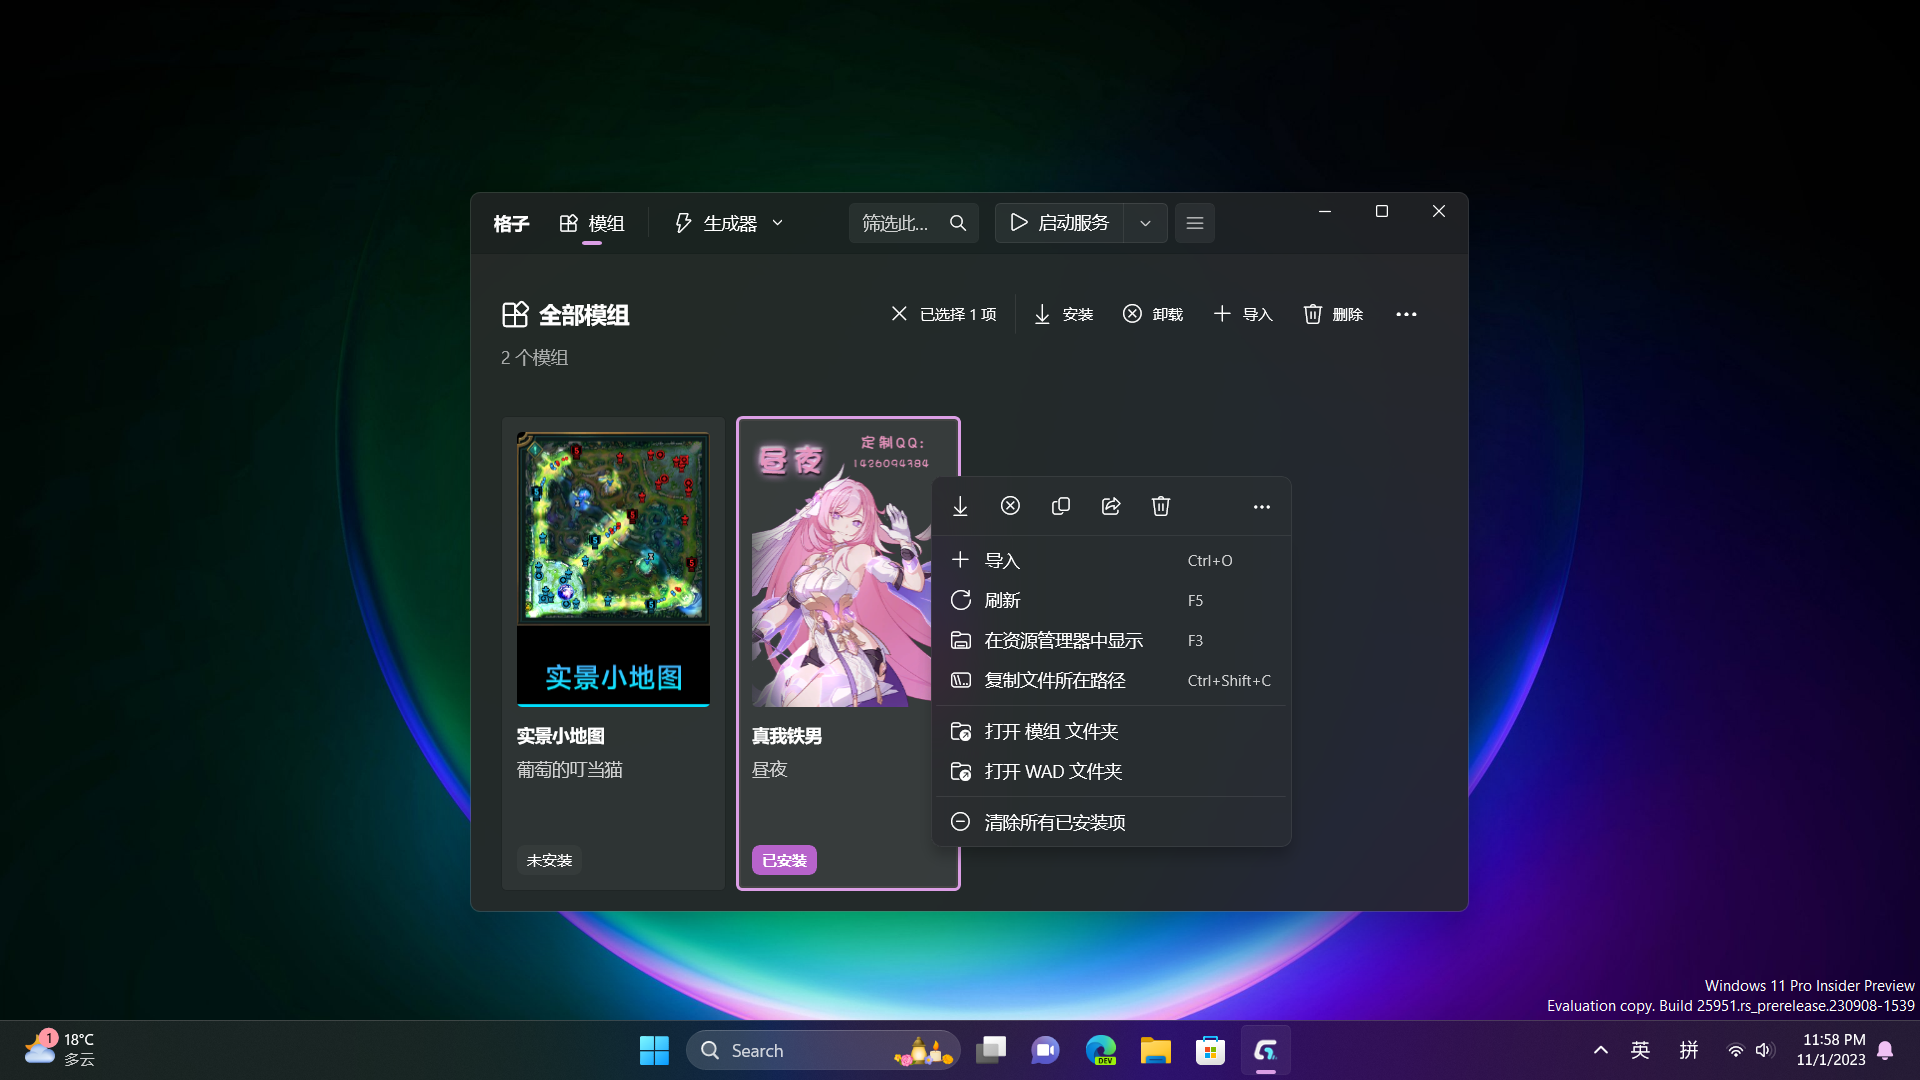 格子
模组
生成器
筛选此...
启动服务
全部模组
已选择 1 项
安装
卸载
导入
删除
2 个模组
昼夜
定制QQ:
1426094384
实景小地图
实景小地图
葡萄的叮当猫
未安装
真我铁男
昼夜
已安装
导入 Ctrl+O
刷新 F5
在资源管理器中显示 F3
复制文件所在路径 Ctrl+Shift+C
打开 模组 文件夹
打开 WAD 文件夹
清除所有已安装项
Windows 11 Pro Insider Preview
Evaluation copy. Build 25951.rs_prerelease.230908-1539
1
18°C
多云
Search
DEV
英
拼
11:58 PM
11/1/2023